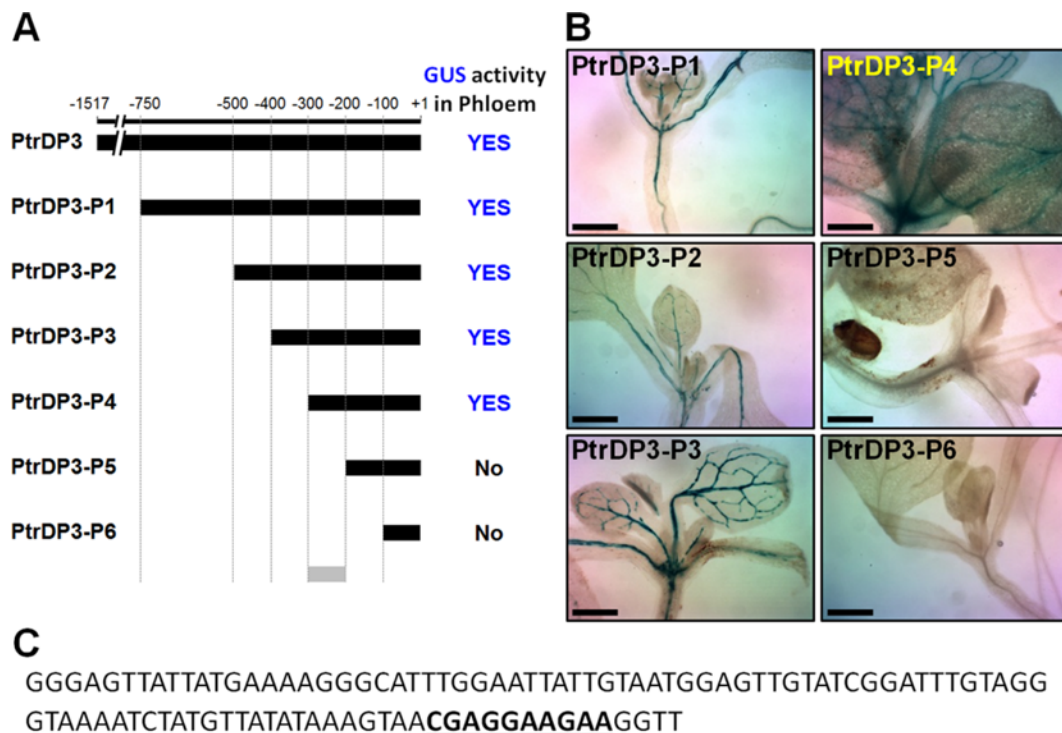 A
GUS activity
in Phloem
-1517 -750 -500 -400 -300 -200 -100 +1
PtrDP3 YES
PtrDP3-P1 YES
PtrDP3-P2 YES
PtrDP3-P3 YES
PtrDP3-P4 YES
PtrDP3-P5 No
PtrDP3-P6 No
B
PtrDP3-P1 PtrDP3-P4
PtrDP3-P2 PtrDP3-P5
PtrDP3-P3 PtrDP3-P6
C
GGGAGTTATTATGAAAAGGGCATTTGGAATTATTGTAATGGAGTTGTATCGGATTTGTAGG
GTAAAATCTATGTTATATAAAGTAACGAGGAAGAAGGTT